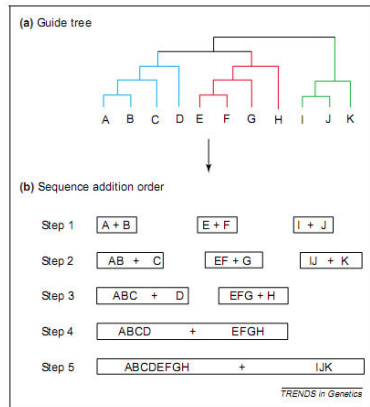 (a) Guide tree
A B C D E F G H I J K
(b) Sequence addition order
Step 1 A + B E + F I + J
Step 2 AB + C EF + G IJ + K
Step 3 ABC + D EFG + H
Step 4 ABCD + EFGH
Step 5 ABCDEFGH + IJK
TRENDS in Genetics